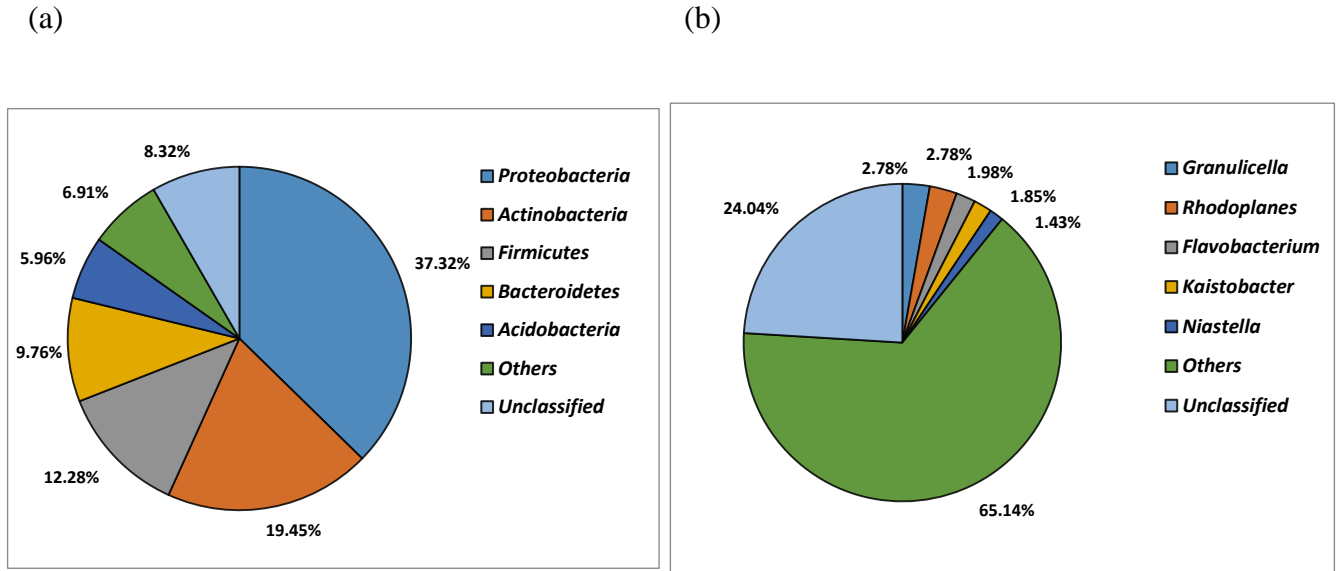 (a)
(b)
8.32%
6.91%
5.96%
9.76%
12.28%
19.45%
37.32%
Proteobacteria
Actinobacteria
Firmicutes
Bacteroidetes
Acidobacteria
Others
Unclassified
2.78%
2.78%
1.98%
1.85%
1.43%
24.04%
65.14%
Granulicella
Rhodoplanes
Flavobacterium
Kaistobacter
Niastella
Others
Unclassified